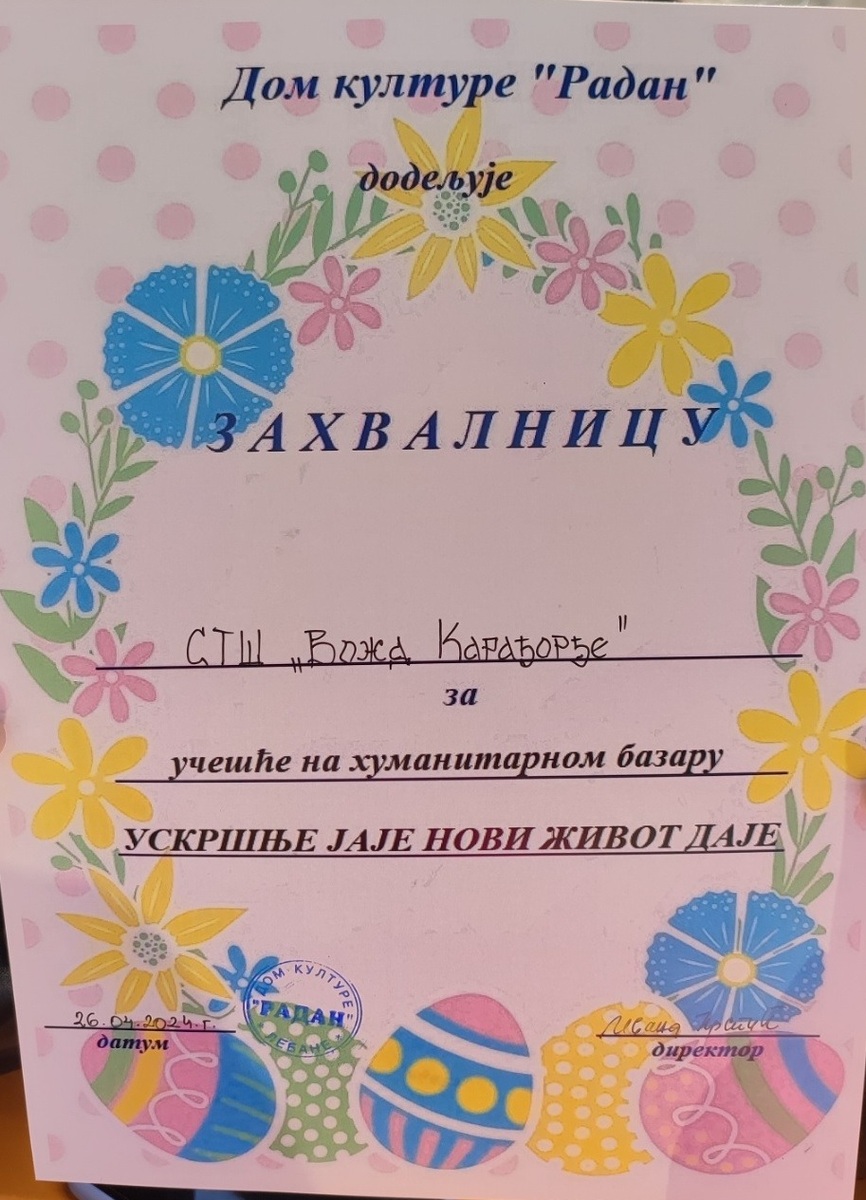 Дом културе "Радан"
додељује
ЗАХВАЛНИЦУ
СТШ „Вожд Карађорђе"
за
учешће на хуманитарном базару
УСКРШЊЕ ЈАЈЕ НОВИ ЖИВОТ ДАЈЕ
26.04.2024.г.
датум
ДОМ КУЛТУРЕ
"РАДАН"
ЛЕБАНЕ
директор